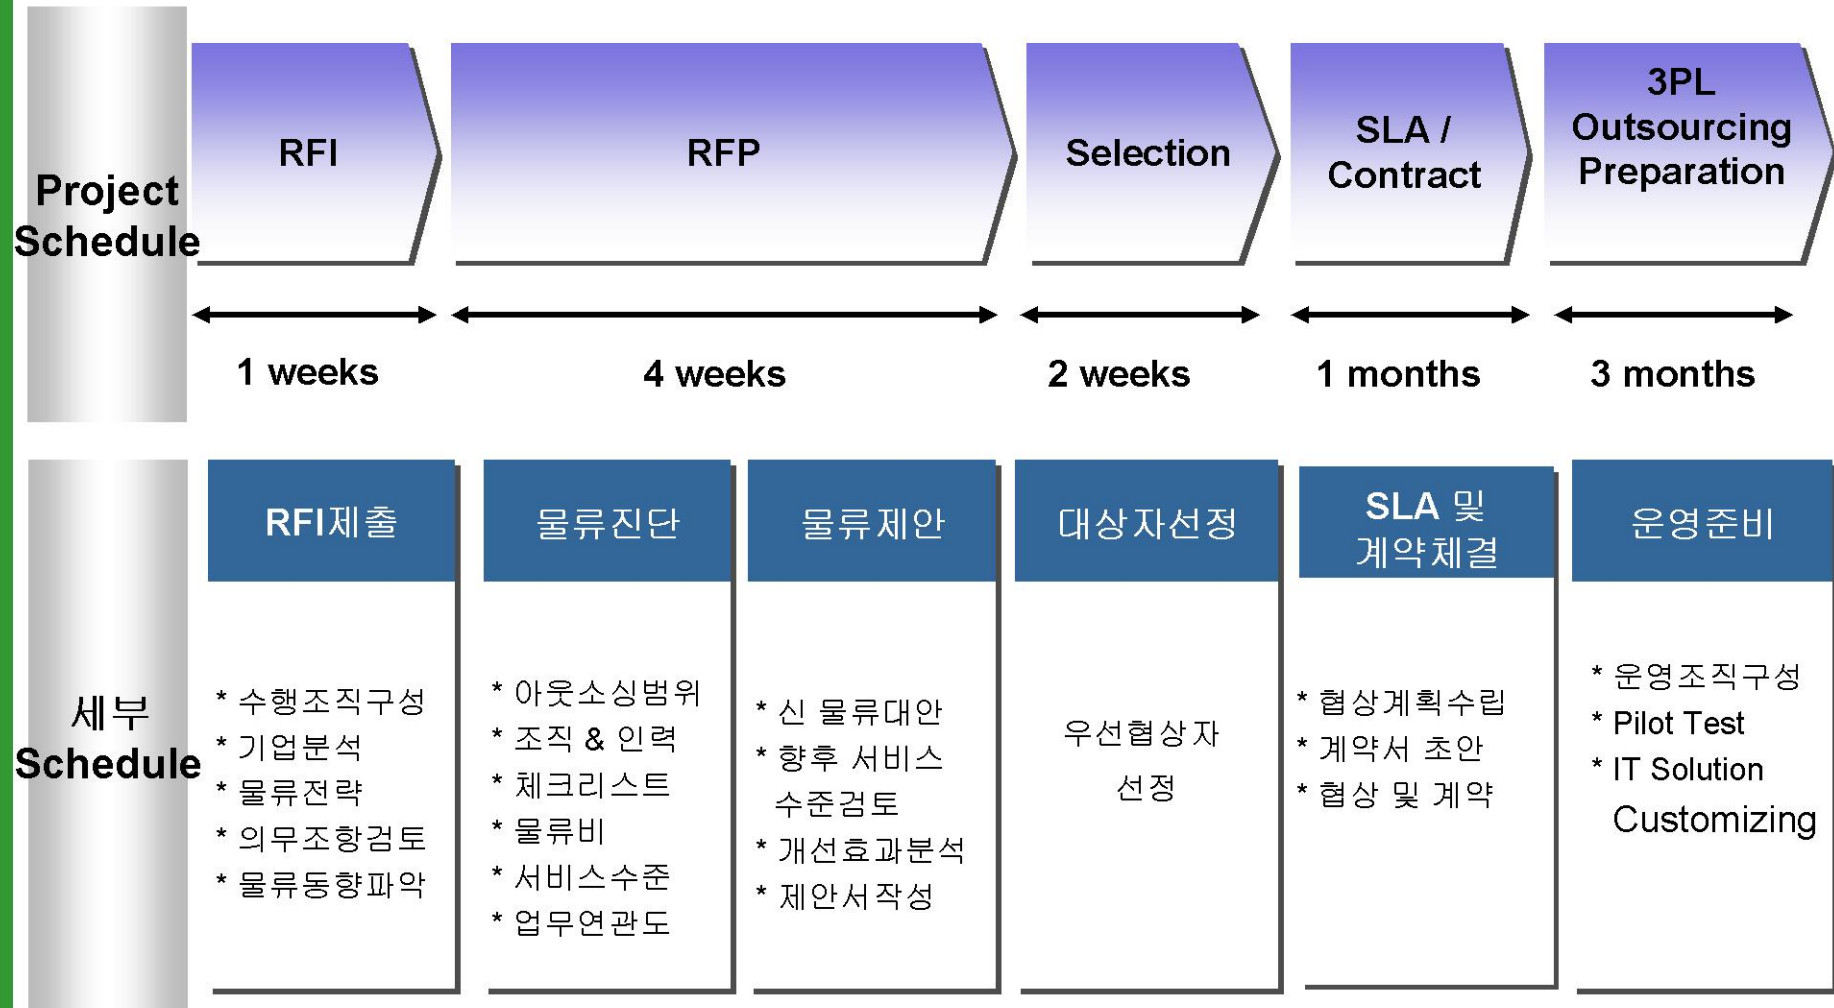 Project
Schedule
RFI
RFP
Selection
SLA /
Contract
3PL
Outsourcing
Preparation
1 weeks
4 weeks
2 weeks
1 months
3 months
세부
Schedule
RFI제출
* 수행조직구성
* 기업분석
* 물류전략
* 의무조항검토
* 물류동향파악
물류진단
* 아웃소싱범위
* 조직 & 인력
* 체크리스트
* 물류비
* 서비스수준
* 업무연관도
물류제안
* 신 물류대안
* 향후 서비스
수준검토
* 개선효과분석
* 제안서작성
대상자선정
우선협상자
선정
SLA 및
계약체결
* 협상계획수립
* 계약서 초안
* 협상 및 계약
운영준비
* 운영조직구성
* Pilot Test
* IT Solution
Customizing